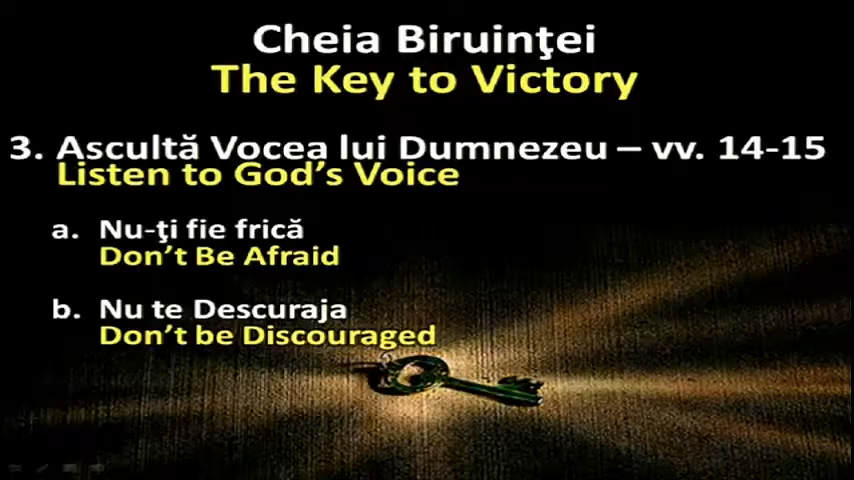 Cheia Biruinţei
The Key to Victory
3. Ascultă Vocea lui Dumnezeu – vv. 14-15
Listen to God's Voice
a. Nu-ţi fie frică
Don't Be Afraid
b. Nu te Descuraja
Don't be Discouraged